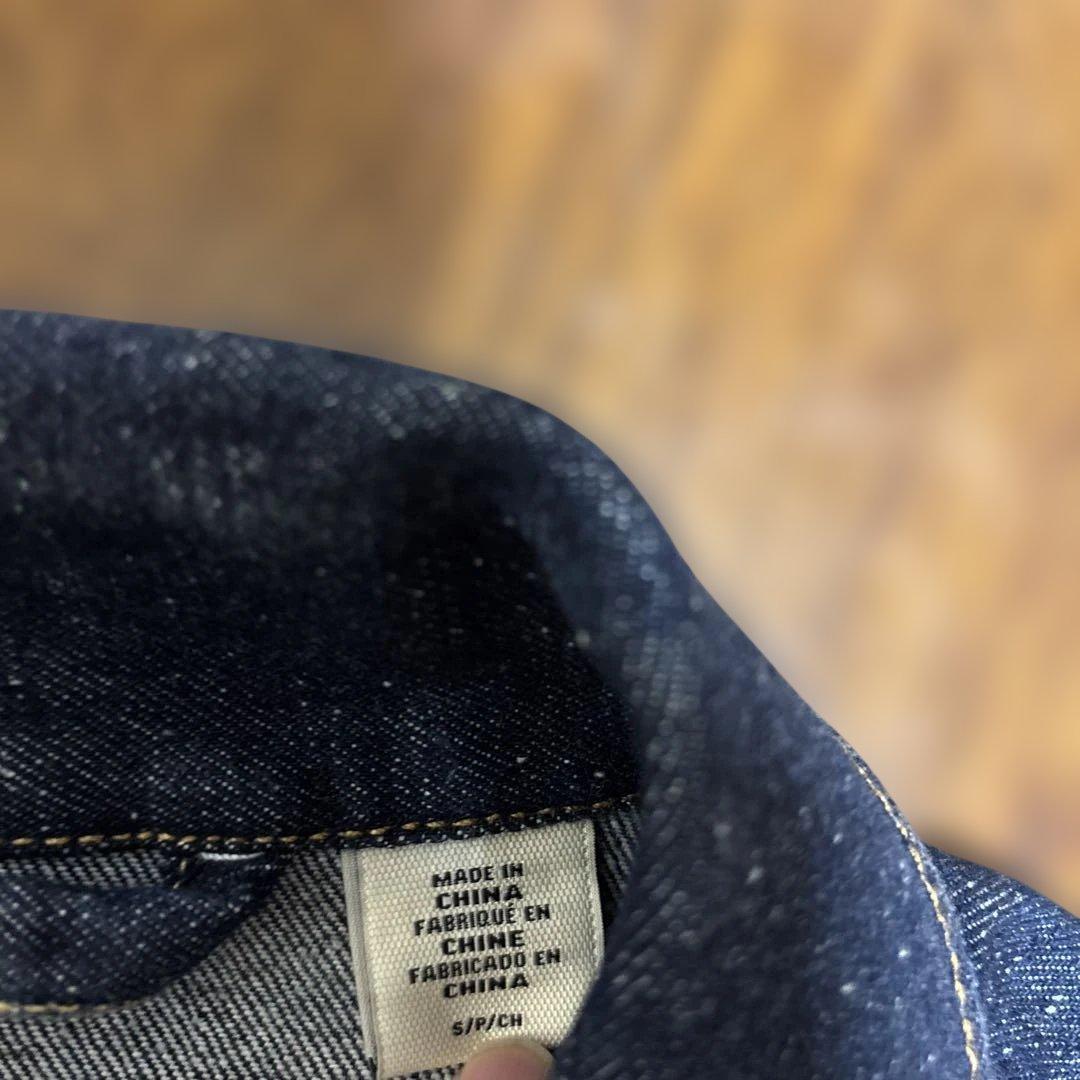 MADE IN
CHINA
FABRIQUÉ EN
CHINE
FABRICADO EN
CHINA
S/P/CH